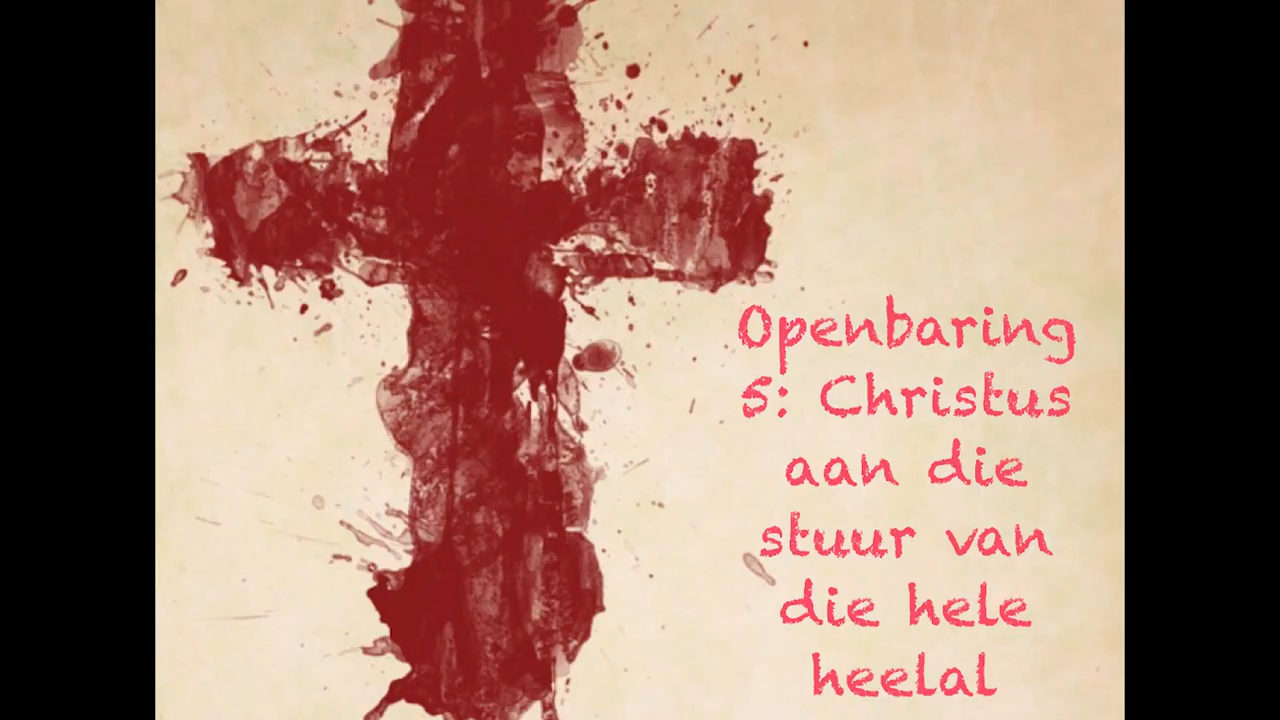 Openbaring
5: Christus
aan die
stuur van
die hele
heelal